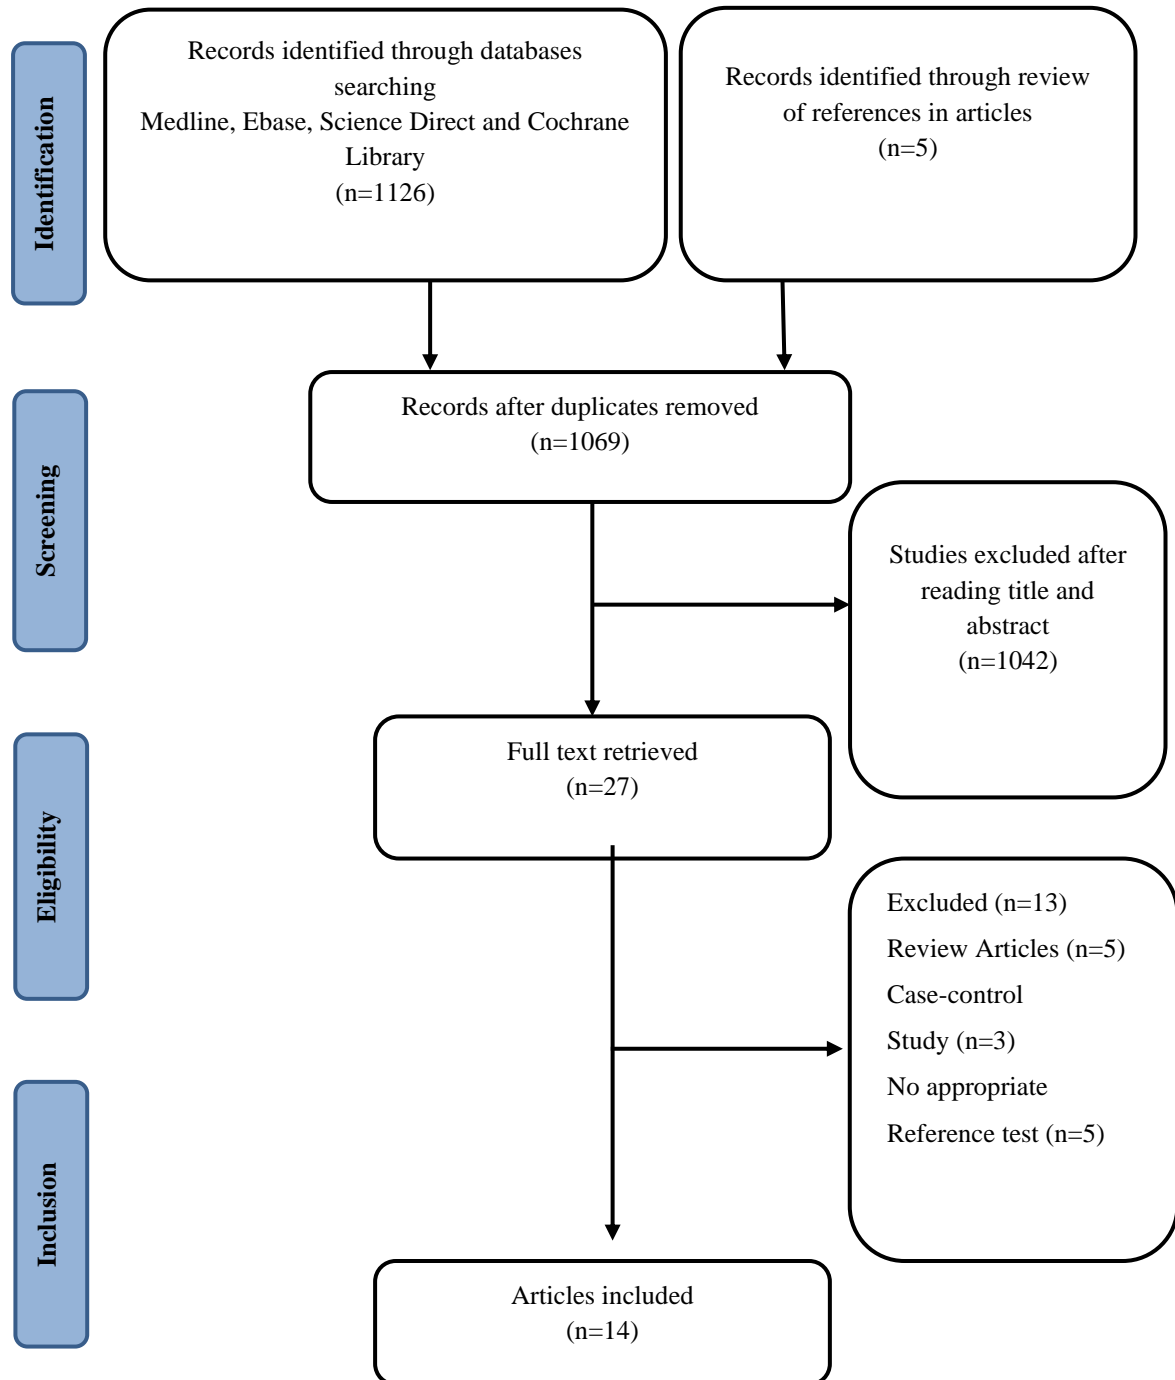 Identification
Records identified through databases
searching
Medline, Ebase, Science Direct and Cochrane
Library
(n=1126)
Records identified through review
of references in articles
(n=5)
Screening
Records after duplicates removed
(n=1069)
Studies excluded after
reading title and
abstract
(n=1042)
Eligibility
Full text retrieved
(n=27)
Excluded (n=13)
Review Articles (n=5)
Case-control
Study (n=3)
No appropriate
Reference test (n=5)
Inclusion
Articles included
(n=14)